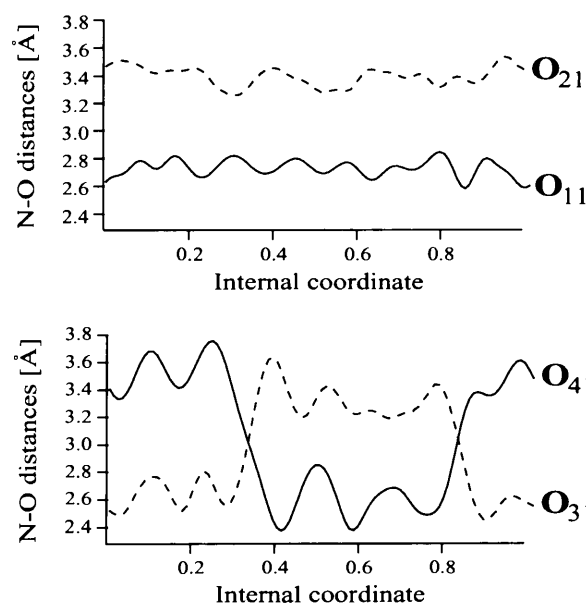 3.8
3.6
3.4
3.2
3.0
2.8
2.6
2.4
N-O distances [Å]
O21
O11
0.2 0.4 0.6 0.8
Internal coordinate
3.8
3.6
3.4
3.2
3.0
2.8
2.6
2.4
N-O distances [Å]
O4
O3
0.2 0.4 0.6 0.8
Internal coordinate